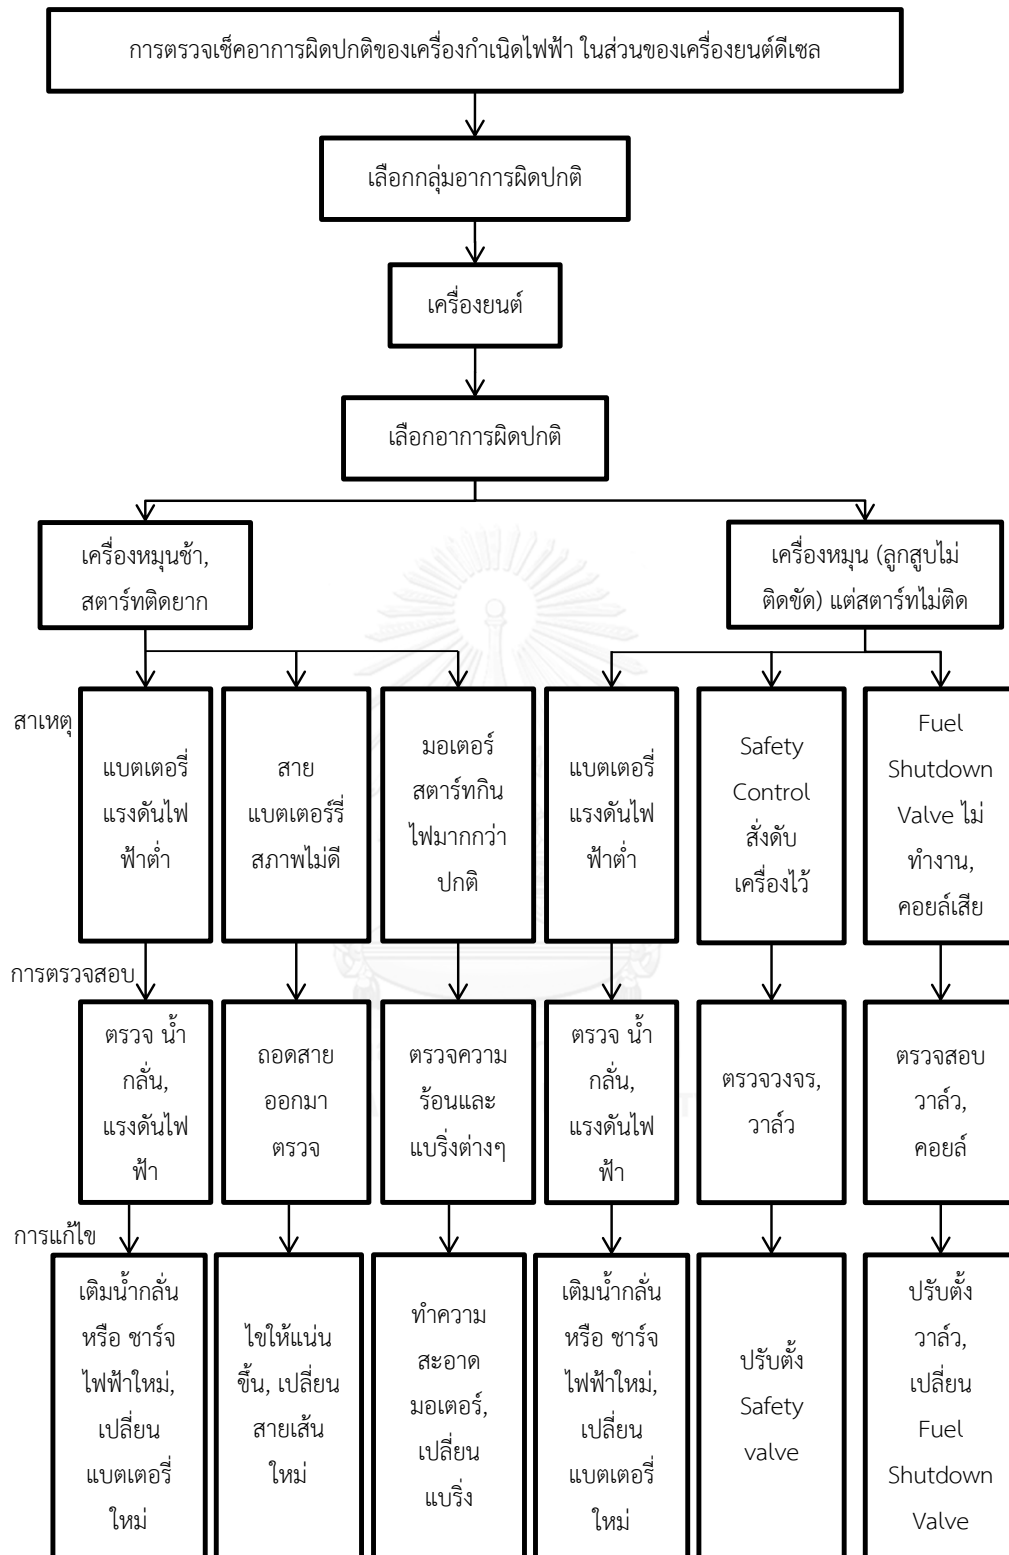 การตรวจเช็คอาการผิดปกติของเครื่องกำเนิดไฟฟ้า ในส่วนของเครื่องยนต์ดีเซล
เลือกกลุ่มอาการผิดปกติ
เครื่องยนต์
เลือกอาการผิดปกติ
เครื่องหมุนช้า,
สตาร์ทติดยาก
เครื่องหมุน (ลูกสูบไม่
ติดขัด) แต่สตาร์ทไม่ติด
สาเหตุ
แบตเตอรี่
แรงดันไฟ
ฟ้าต่ำ
สาย
แบตเตอร์รี่
สภาพไม่ดี
มอเตอร์
สตาร์ทกิน
ไฟมากกว่า
ปกติ
แบตเตอรี่
แรงดันไฟ
ฟ้าต่ำ
Safety
Control
สั่งดับ
เครื่องไว้
Fuel
Shutdown
Valve ไม่
ทำงาน,
คอยล์เสีย
การตรวจสอบ
ตรวจ น้ำ
กลั่น,
แรงดันไฟ
ฟ้า
ถอดสาย
ออกมา
ตรวจ
ตรวจความ
ร้อนและ
แบริ่งต่างๆ
ตรวจ น้ำ
กลั่น,
แรงดันไฟ
ฟ้า
ตรวจวงจร,
วาล์ว
ตรวจสอบ
วาล์ว,
คอยล์
การแก้ไข
เติมน้ำกลั่น
หรือ ชาร์จ
ไฟฟ้าใหม่,
เปลี่ยน
แบตเตอรี่
ใหม่
ไขให้แน่น
ขึ้น, เปลี่ยน
สายเส้น
ใหม่
ทำความ
สะอาด
มอเตอร์,
เปลี่ยน
แบริ่ง
เติมน้ำกลั่น
หรือ ชาร์จ
ไฟฟ้าใหม่,
เปลี่ยน
แบตเตอรี่
ใหม่
ปรับตั้ง
Safety
valve
ปรับตั้ง
วาล์ว,
เปลี่ยน
Fuel
Shutdown
Valve